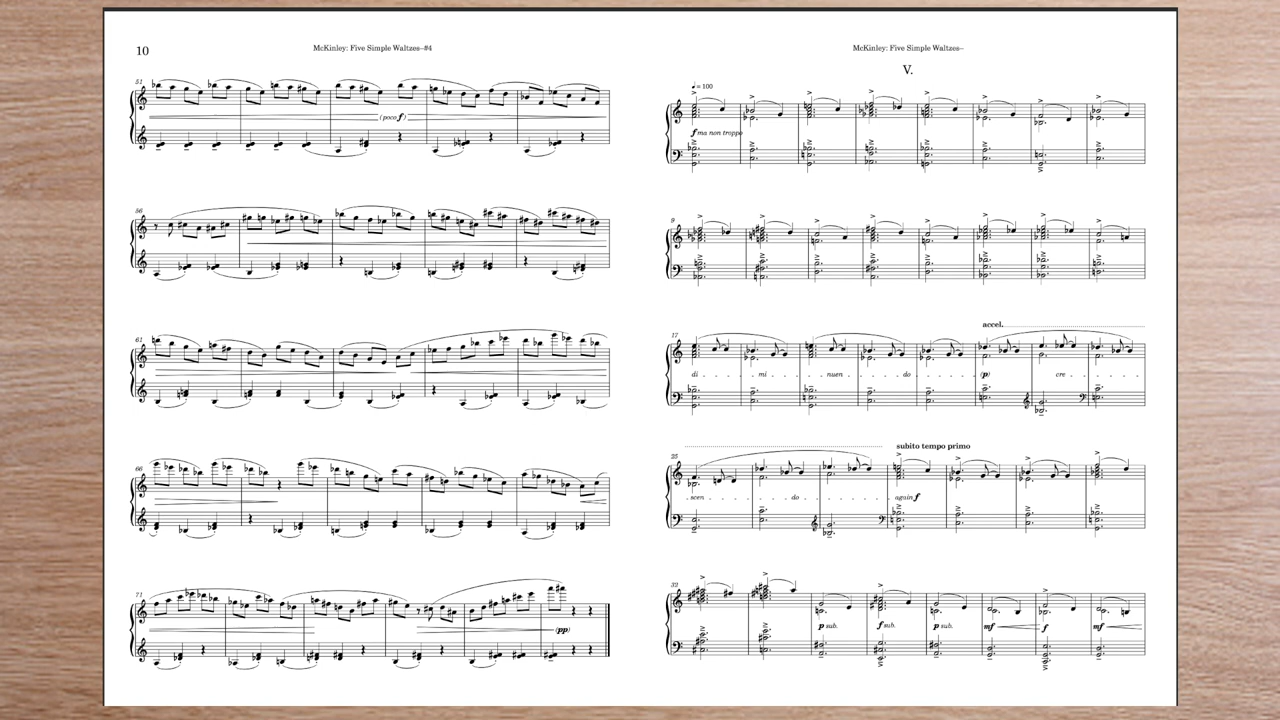 10
McKinley: Five Simple Waltzes–#4
51
(poco f)
56
61
66
71
(pp)
McKinley: Five Simple Waltzes–
V.
♩ = 100
f ma non troppo
9
accel.
17
di . . . . . mi . . . . . nuen . . . . . do . . . . . (p) . . . . . cre . . . . .
subito tempo primo
25
scen . . . . . do . . . . . again f
32
p sub. f sub. p sub. mf f mf